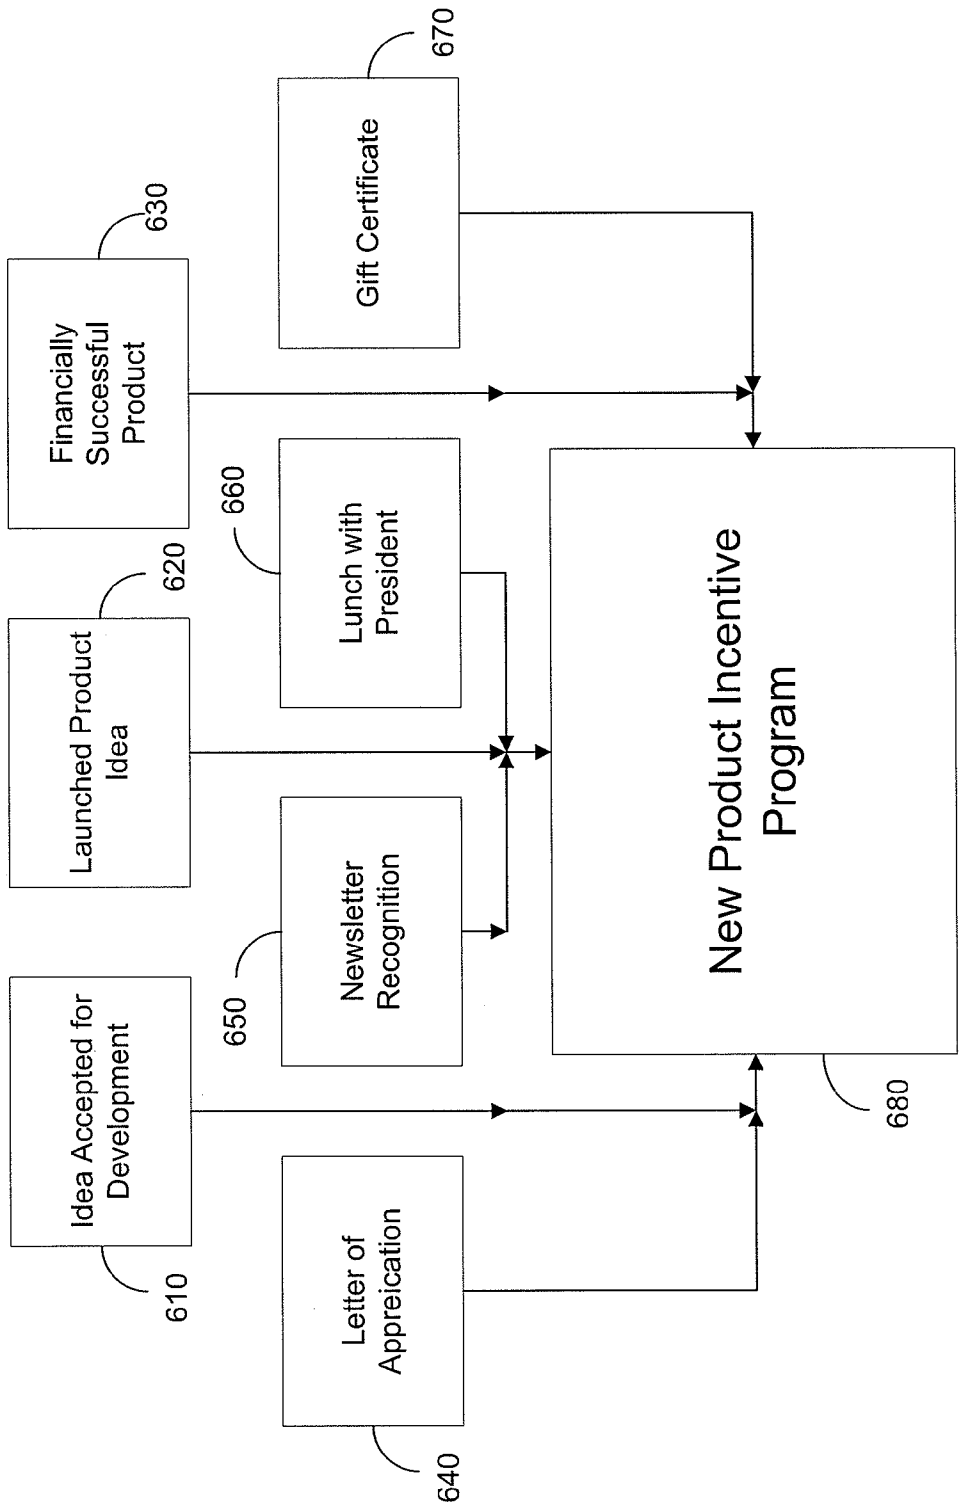 610
Idea Accepted for
Development
620
Launched Product
Idea
630
Financially
Successful
Product
640
Letter of
Appreication
650
Newsletter
Recognition
660
Lunch with
President
670
Gift Certificate
New Product Incentive
Program
680